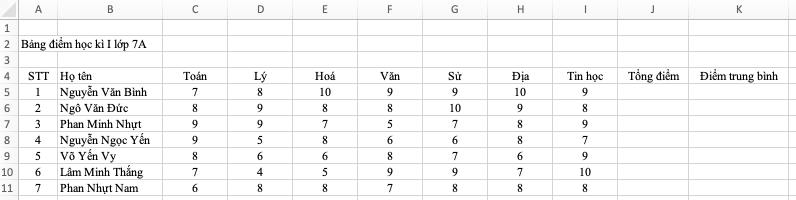 A B C D E F G H I J K
1
2 Bảng điểm học kì I lớp 7A
3
4 STT Họ tên Toán Lý Hoá Văn Sử Địa Tin học Tổng điểm Điểm trung bình
5 1 Nguyễn Văn Bình 7 8 10 9 9 10 9
6 2 Ngô Văn Đức 8 9 8 8 10 9 8
7 3 Phan Minh Nhựt 9 9 7 5 7 8 9
8 4 Nguyễn Ngọc Yến 9 5 8 6 6 8 7
9 5 Võ Yến Vy 8 6 6 8 7 6 9
10 6 Lâm Minh Thắng 7 4 5 9 9 7 10
11 7 Phan Nhựt Nam 6 8 8 7 8 8 8